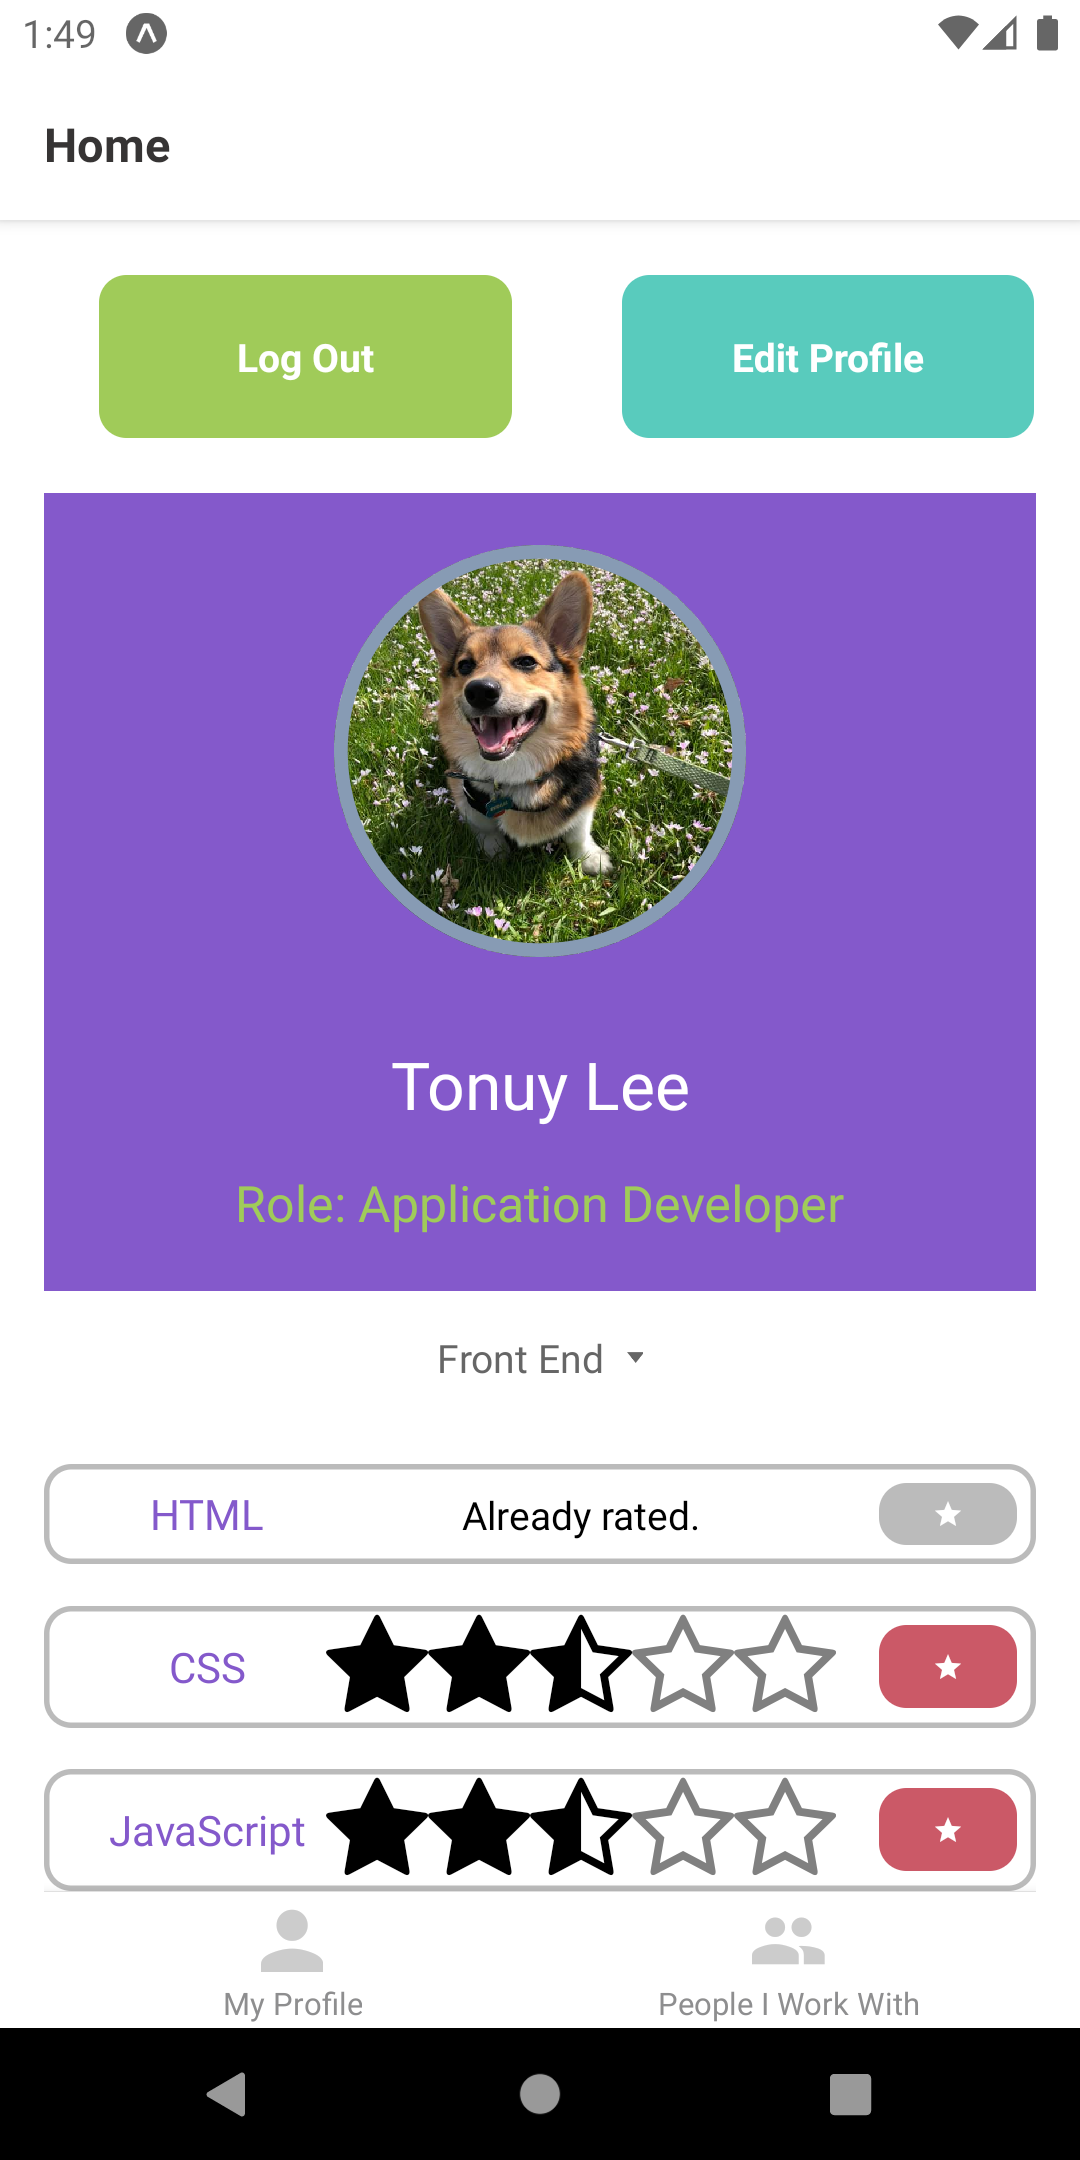 1:49
Home
Log Out
Edit Profile
Tonuy Lee
Role: Application Developer
Front End
HTML
Already rated.
CSS
JavaScript
My Profile
People I Work With